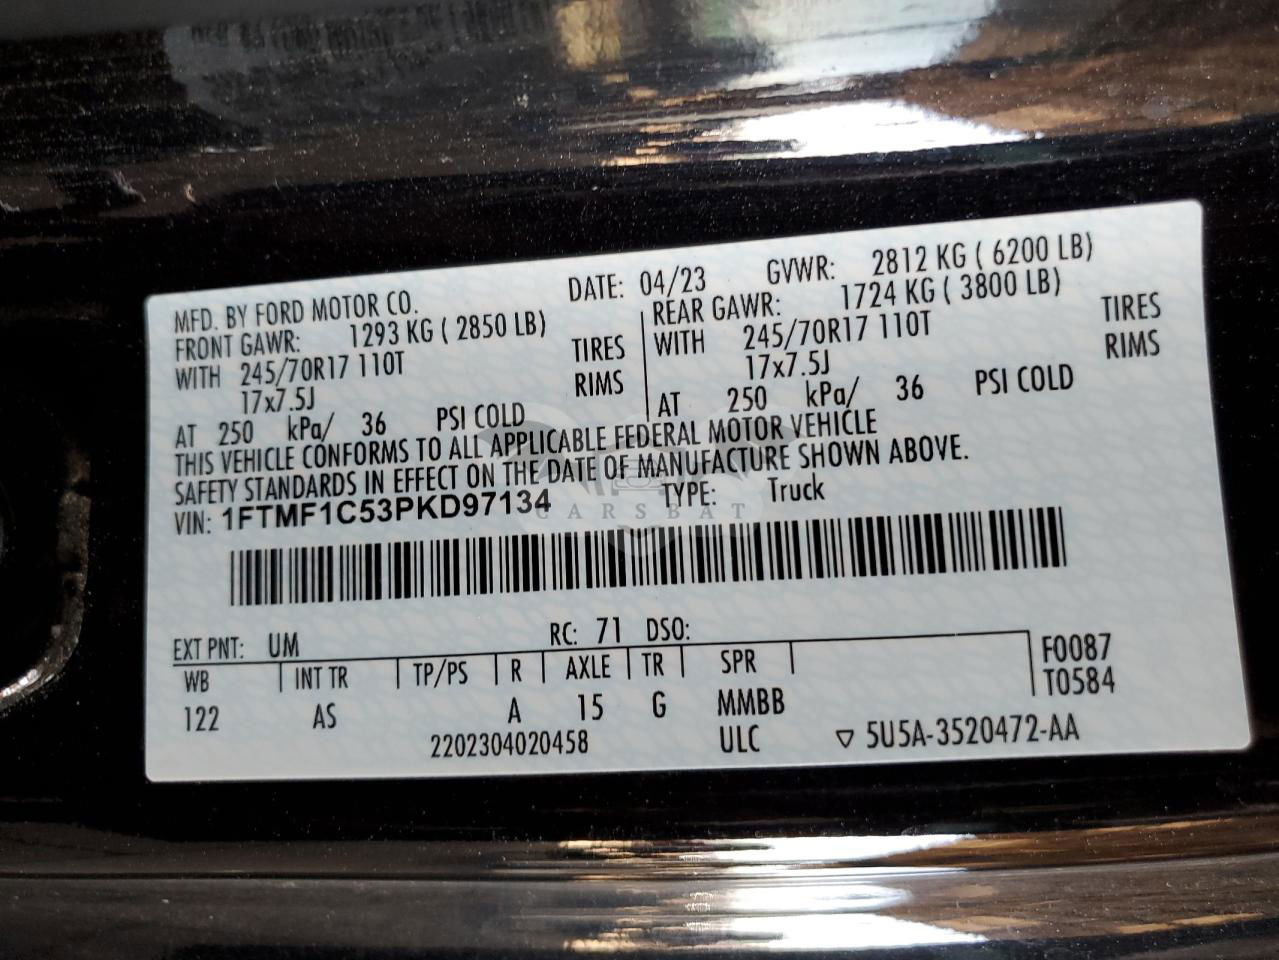 MFD. BY FORD MOTOR CO. DATE: 04/23 GVWR: 2812 KG ( 6200 LB)
FRONT GAWR: 1293 KG ( 2850 LB) REAR GAWR: 1724 KG ( 3800 LB)
WITH 245/70R17 110T TIRES WITH 245/70R17 110T TIRES
17x7.5J RIMS 17x7.5J RIMS
AT 250 kPa/ 36 PSI COLD AT 250 kPa/ 36 PSI COLD
THIS VEHICLE CONFORMS TO ALL APPLICABLE FEDERAL MOTOR VEHICLE
SAFETY STANDARDS IN EFFECT ON THE DATE OF MANUFACTURE SHOWN ABOVE.
VIN: 1FTMF1C53PKD97134 TYPE: Truck
CARSBAT
EXT PNT: UM RC: 71 DSO:
WB INT TR TP/PS R AXLE TR SPR F0087
122 AS A 15 G MMBB T0584
2202304020458 ULC ▽ 5U5A-3520472-AA